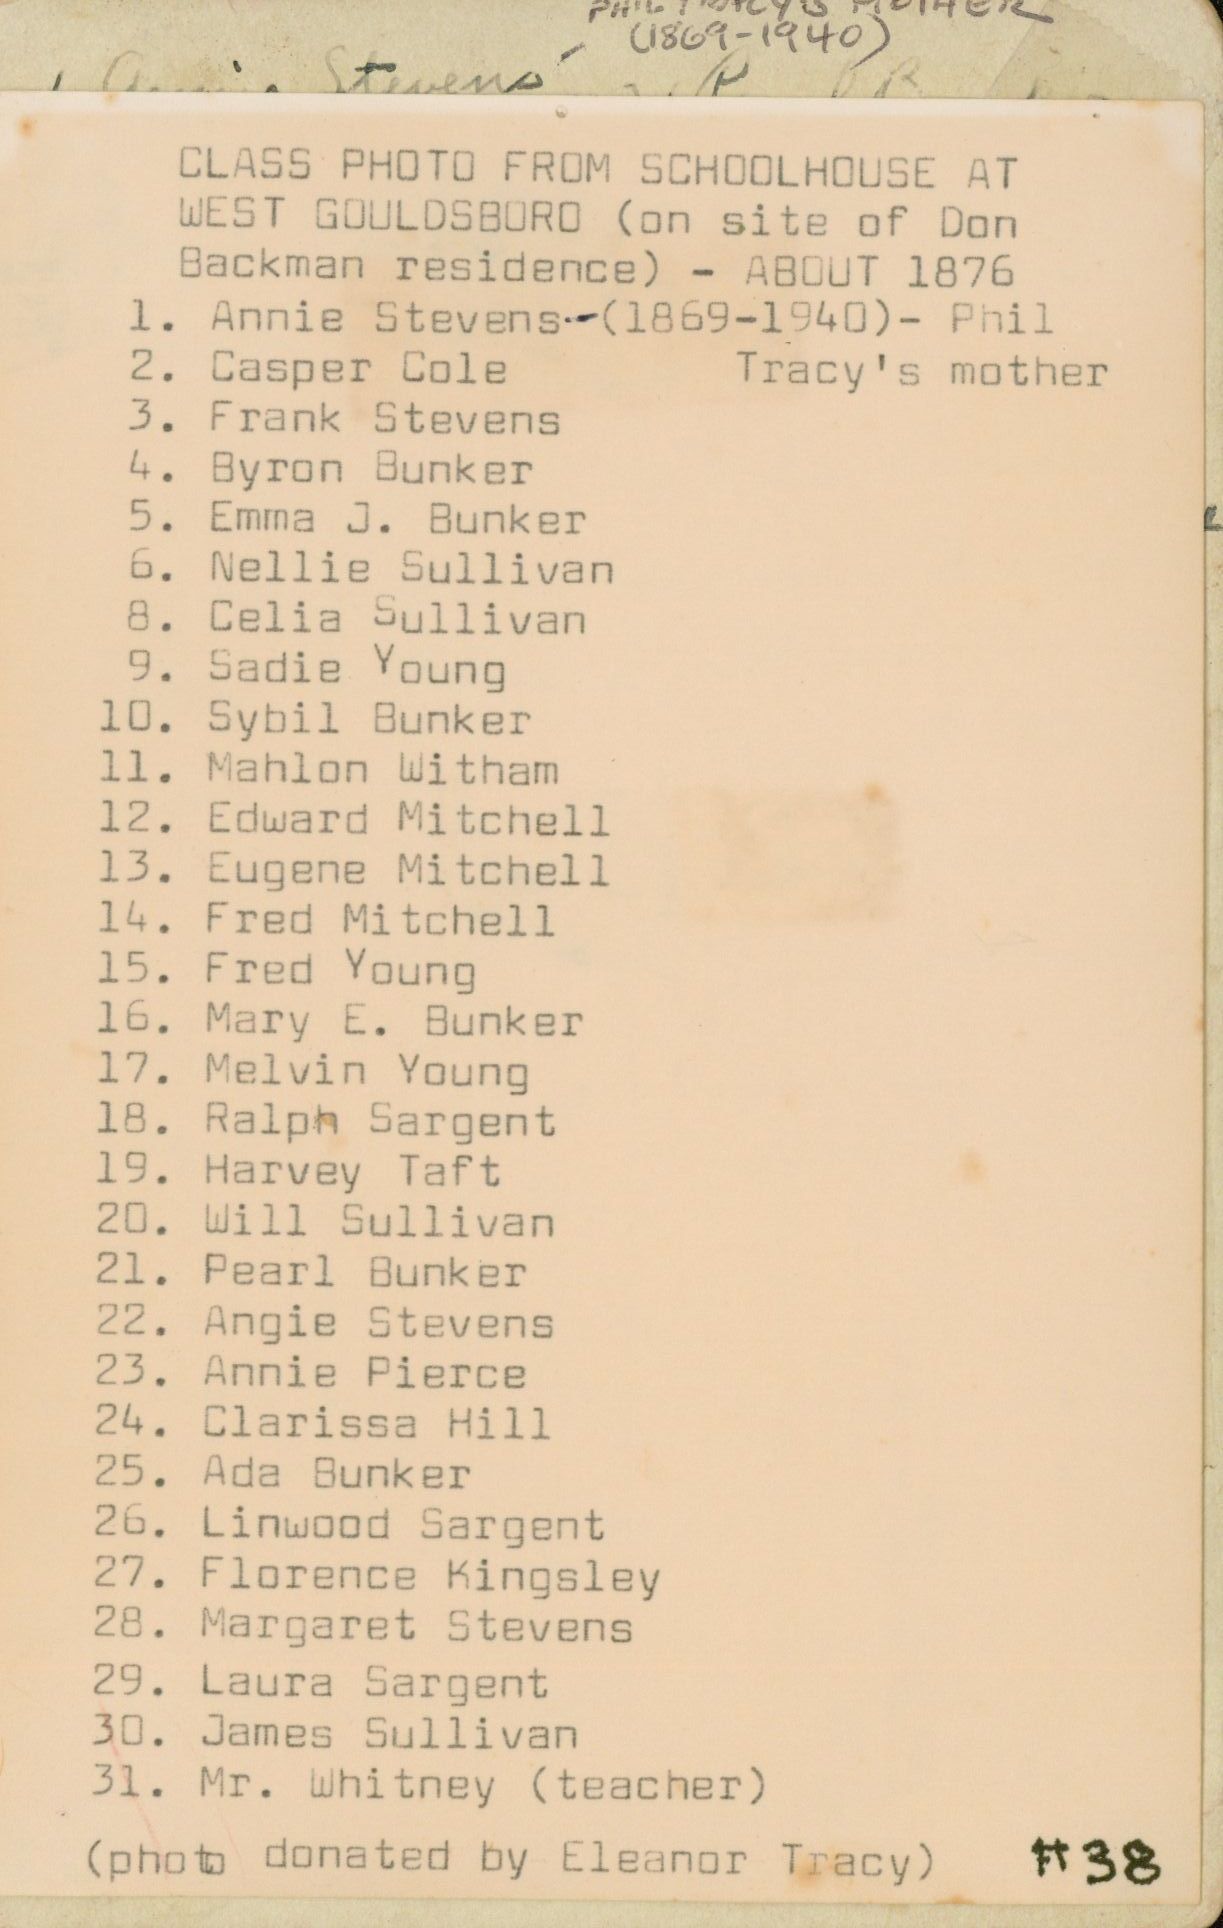 PHIL TRACY'S MOTHER
(1869-1940)
Annie Stevens
CLASS PHOTO FROM SCHOOLHOUSE AT
WEST GOULDSBORO (on site of Don
Backman residence) - ABOUT 1876
1. Annie Stevens-(1869-1940)- Phil
2. Casper Cole Tracy's mother
3. Frank Stevens
4. Byron Bunker
5. Emma J. Bunker
6. Nellie Sullivan
8. Celia Sullivan
9. Sadie Young
10. Sybil Bunker
11. Mahlon Witham
12. Edward Mitchell
13. Eugene Mitchell
14. Fred Mitchell
15. Fred Young
16. Mary E. Bunker
17. Melvin Young
18. Ralph Sargent
19. Harvey Taft
20. Will Sullivan
21. Pearl Bunker
22. Angie Stevens
23. Annie Pierce
24. Clarissa Hill
25. Ada Bunker
26. Linwood Sargent
27. Florence Kingsley
28. Margaret Stevens
29. Laura Sargent
30. James Sullivan
31. Mr. Whitney (teacher)
(photo donated by Eleanor Tracy) #38